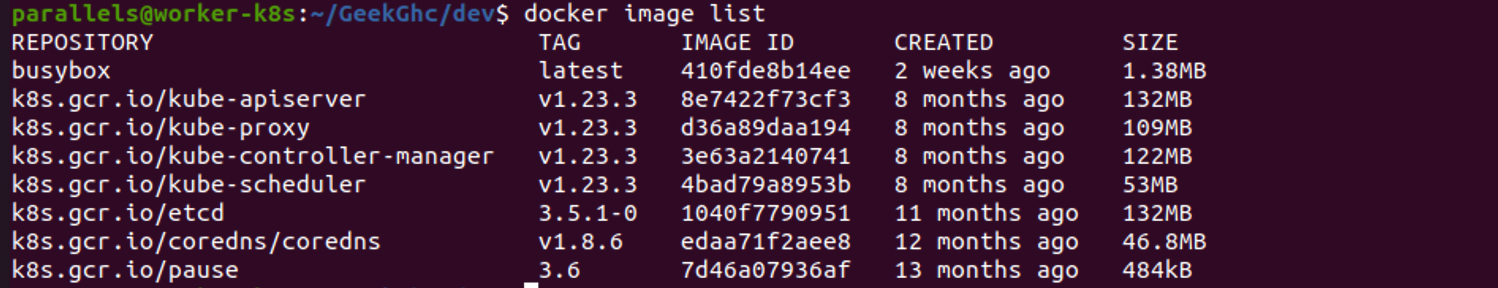 parallels@worker-k8s:~/GeekGhc/dev$ docker image list
REPOSITORY TAG IMAGE ID CREATED SIZE
busybox latest 410fde8b14ee 2 weeks ago 1.38MB
k8s.gcr.io/kube-apiserver v1.23.3 8e7422f73cf3 8 months ago 132MB
k8s.gcr.io/kube-proxy v1.23.3 d36a89daa194 8 months ago 109MB
k8s.gcr.io/kube-controller-manager v1.23.3 3e63a2140741 8 months ago 122MB
k8s.gcr.io/kube-scheduler v1.23.3 4bad79a8953b 8 months ago 53MB
k8s.gcr.io/etcd 3.5.1-0 1040f7790951 11 months ago 132MB
k8s.gcr.io/coredns/coredns v1.8.6 edaa71f2aee8 12 months ago 46.8MB
k8s.gcr.io/pause 3.6 7d46a07936af 13 months ago 484kB